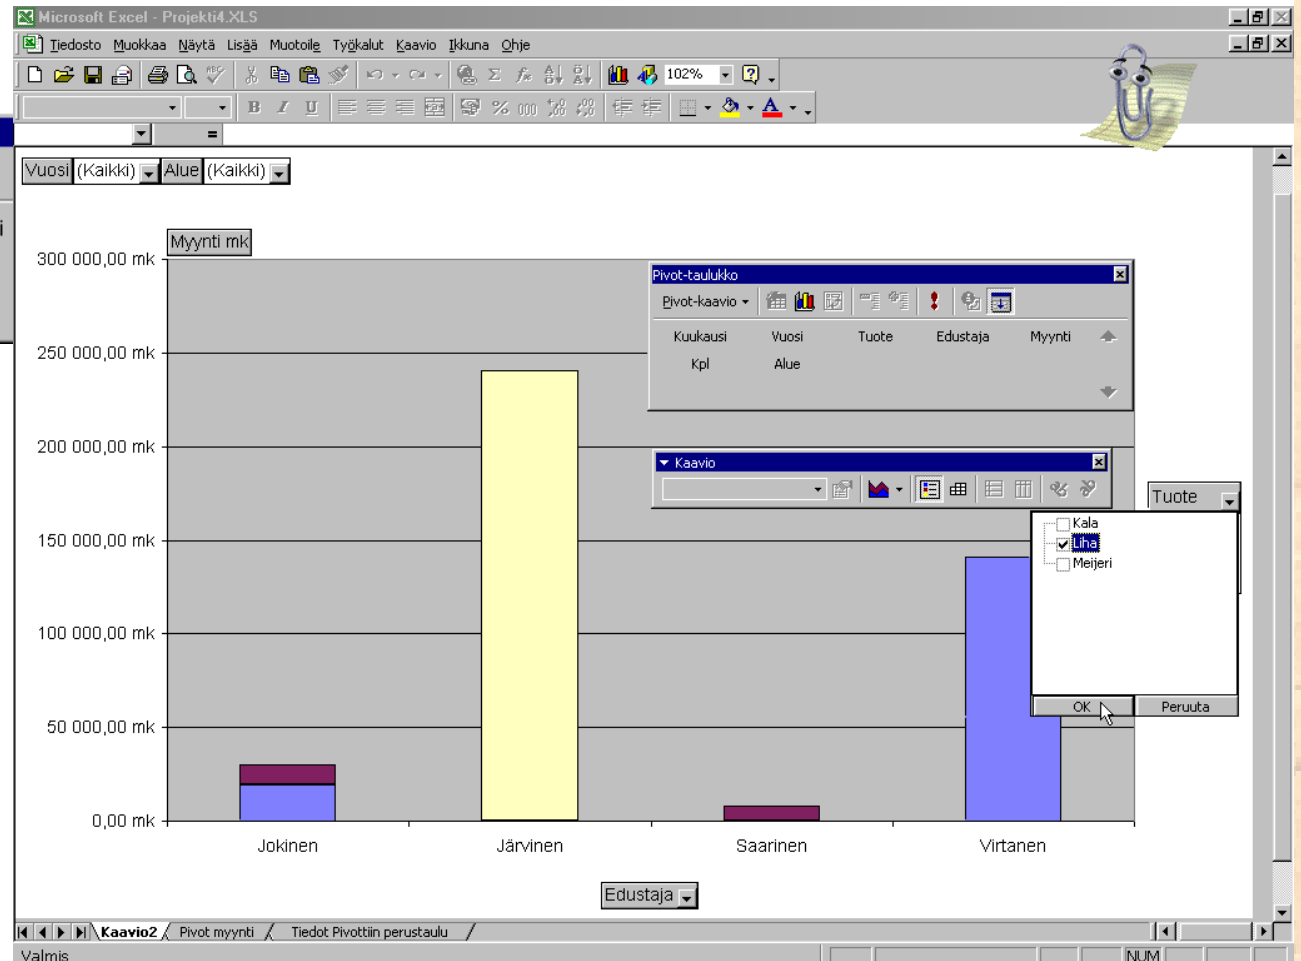 Microsoft Excel - Projekti4.XLS
Tiedosto Muokkaa Näytä Lisää Muotoile Työkalut Kaavio Ikkuna Ohje
102%
B I U % 000
=
Vuosi (Kaikki) Alue (Kaikki)
Myynti mk
300 000,00 mk
250 000,00 mk
200 000,00 mk
150 000,00 mk
100 000,00 mk
50 000,00 mk
0,00 mk
Pivot-taulukko
Pivot-kaavio
Kuukausi Vuosi Tuote Edustaja Myynti
Kpl Alue
Kaavio
Tuote
Kala
Liha
Meijeri
OK Peruuta
Jokinen Järvinen Saarinen Virtanen
Edustaja
Kaavio2 Pivot myynti Tiedot Pivottiin perustaulu
Valmis NUM